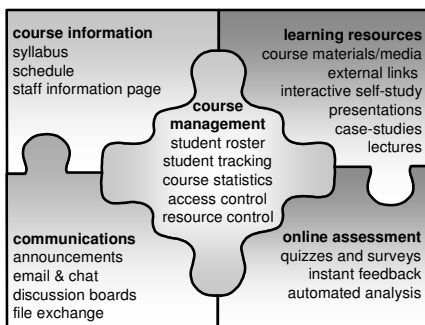 course information
syllabus
schedule
staff information page
learning resources
course materials/media
external links
interactive self-study
presentations
case-studies
lectures
course
management
student roster
student tracking
course statistics
access control
resource control
communications
announcements
email & chat
discussion boards
file exchange
online assessment
quizzes and surveys
instant feedback
automated analysis